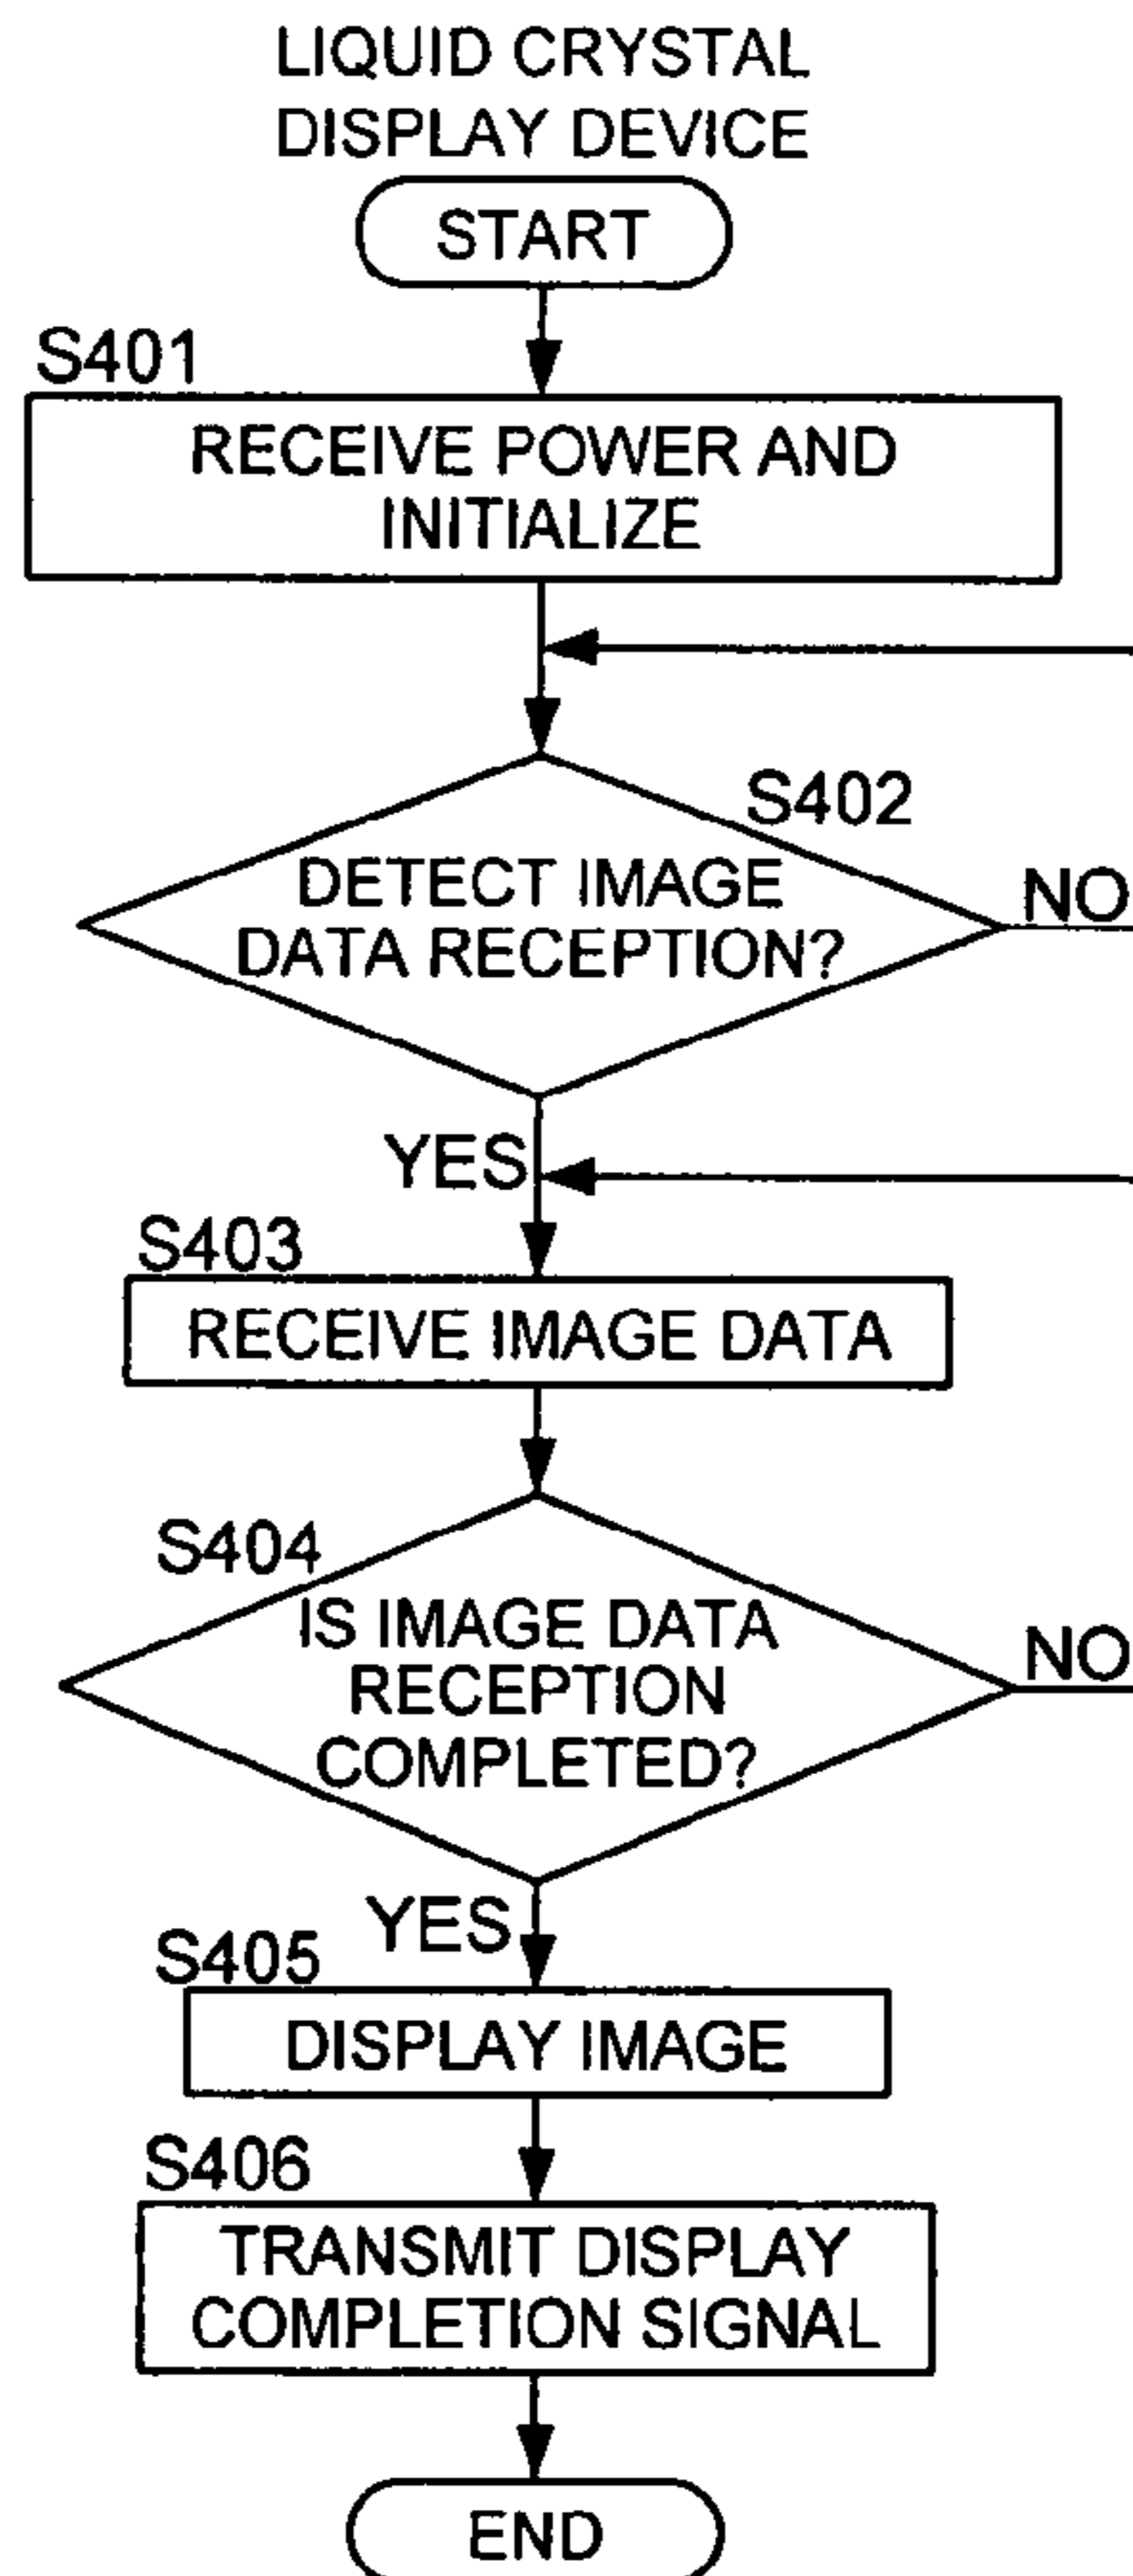 LIQUID CRYSTAL
DISPLAY DEVICE
START
S401
RECEIVE POWER AND
INITIALIZE
S402
DETECT IMAGE
DATA RECEPTION?
NO
YES
S403
RECEIVE IMAGE DATA
S404
IS IMAGE DATA
RECEPTION
COMPLETED?
NO
YES
S405
DISPLAY IMAGE
S406
TRANSMIT DISPLAY
COMPLETION SIGNAL
END